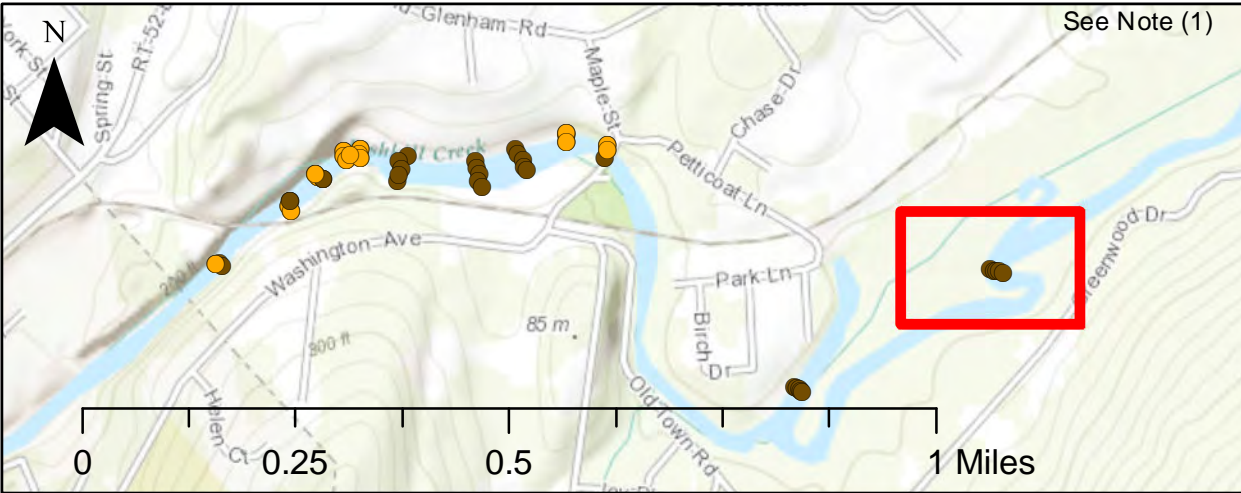 See Note (1)
N
Glenham-Rd
RT-52
Spring-St
Maple-St
Chase-Dr
Creek
Petticoat-Ln
Washington-Ave
Greenwood-Dr
Park-Ln
200 ft
85 m
Birch-Dr
300 ft
Old-Town-Rd
Helen-Ct
0
0.25
0.5
1 Miles